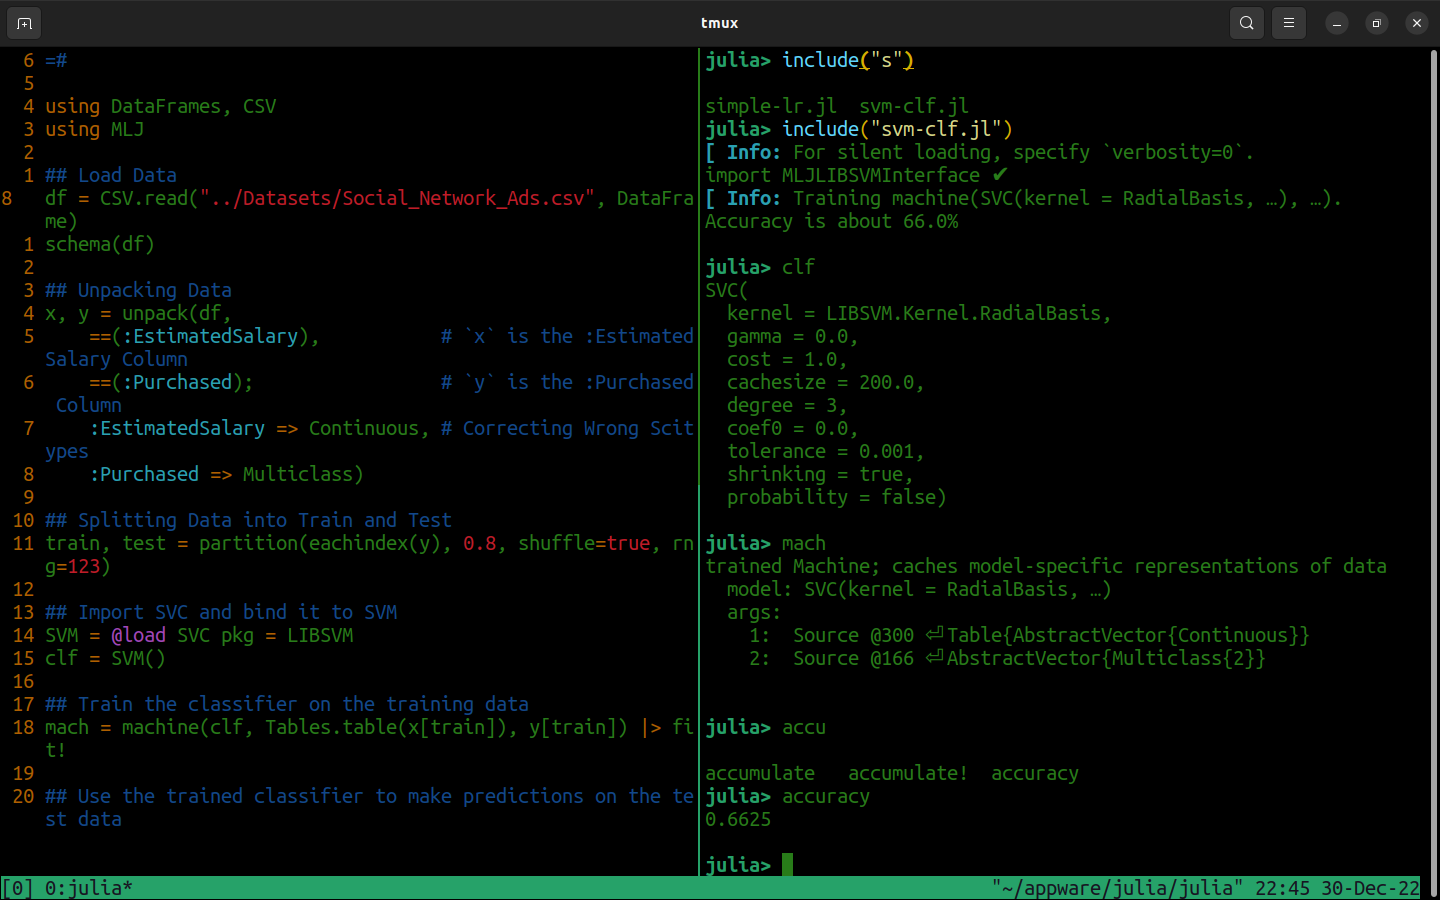 tmux
6 =#
5
4 using DataFrames, CSV
3 using MLJ
2
1 ## Load Data
8 df = CSV.read("../Datasets/Social_Network_Ads.csv", DataFra
me)
1 schema(df)
2
3 ## Unpacking Data
4 x, y = unpack(df,
5     ==(:EstimatedSalary),           # `x` is the :Estimated
Salary Column
6     ==(:Purchased);                 # `y` is the :Purchased
 Column
7     :EstimatedSalary => Continuous, # Correcting Wrong Scit
ypes
8     :Purchased => Multiclass)
9
10 ## Splitting Data into Train and Test
11 train, test = partition(eachindex(y), 0.8, shuffle=true, rn
g=123)
12
13 ## Import SVC and bind it to SVM
14 SVM = @load SVC pkg = LIBSVM
15 clf = SVM()
16
17 ## Train the classifier on the training data
18 mach = machine(clf, Tables.table(x[train]), y[train]) |> fi
t!
19
20 ## Use the trained classifier to make predictions on the te
st data
julia> include("s")
simple-lr.jl  svm-clf.jl
julia> include("svm-clf.jl")
[ Info: For silent loading, specify `verbosity=0`.
import MLJLIBSVMInterface ✔
[ Info: Training machine(SVC(kernel = RadialBasis, …), …).
Accuracy is about 66.0%
julia> clf
SVC(
  kernel = LIBSVM.Kernel.RadialBasis,
  gamma = 0.0,
  cost = 1.0,
  cachesize = 200.0,
  degree = 3,
  coef0 = 0.0,
  tolerance = 0.001,
  shrinking = true,
  probability = false)
julia> mach
trained Machine; caches model-specific representations of data
  model: SVC(kernel = RadialBasis, …)
  args:
    1:  Source @300 ⏎ Table{AbstractVector{Continuous}}
    2:  Source @166 ⏎ AbstractVector{Multiclass{2}}
julia> accu
accumulate   accumulate!  accuracy
julia> accuracy
0.6625
julia>
[0] 0:julia* "~/appware/julia/julia" 22:45 30-Dec-22